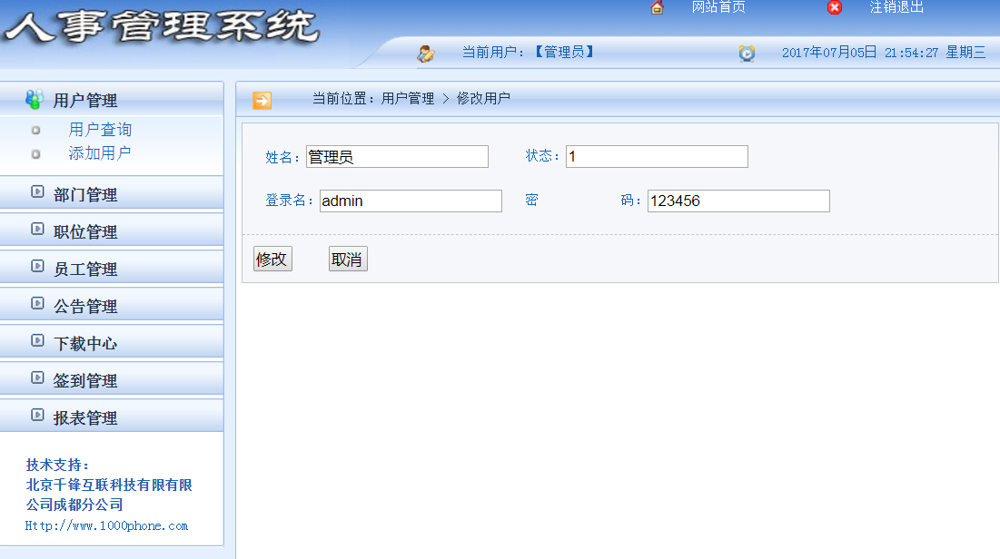 人事管理系统
网站首页
注销退出
当前用户：【管理员】
2017年07月05日 21:54:27 星期三
用户管理
用户查询
添加用户
部门管理
职位管理
员工管理
公告管理
下载中心
签到管理
报表管理
技术支持：
北京千锋互联科技有限有限
公司成都分公司
Http://www.1000phone.com
当前位置：用户管理 > 修改用户
姓名：管理员
状态：1
登录名：admin
密 码：123456
修改
取消